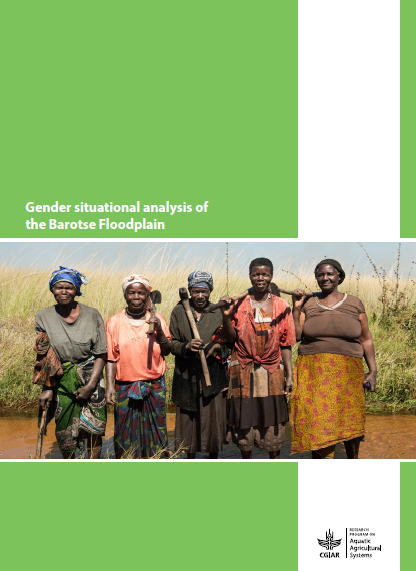 Gender situational analysis of
the Barotse Floodplain
RESEARCH
PROGRAM ON
Aquatic
Agricultural
Systems
CGIAR